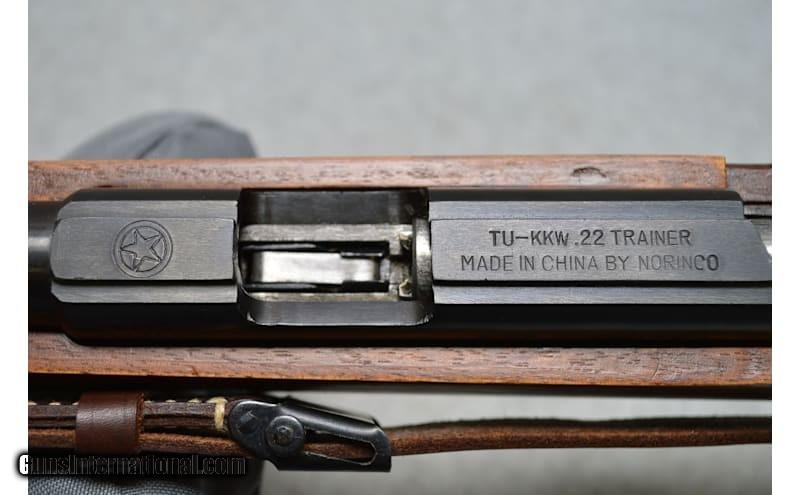 TU-KKW .22 TRAINER
MADE IN CHINA BY NORINCO
GunsInternational.com